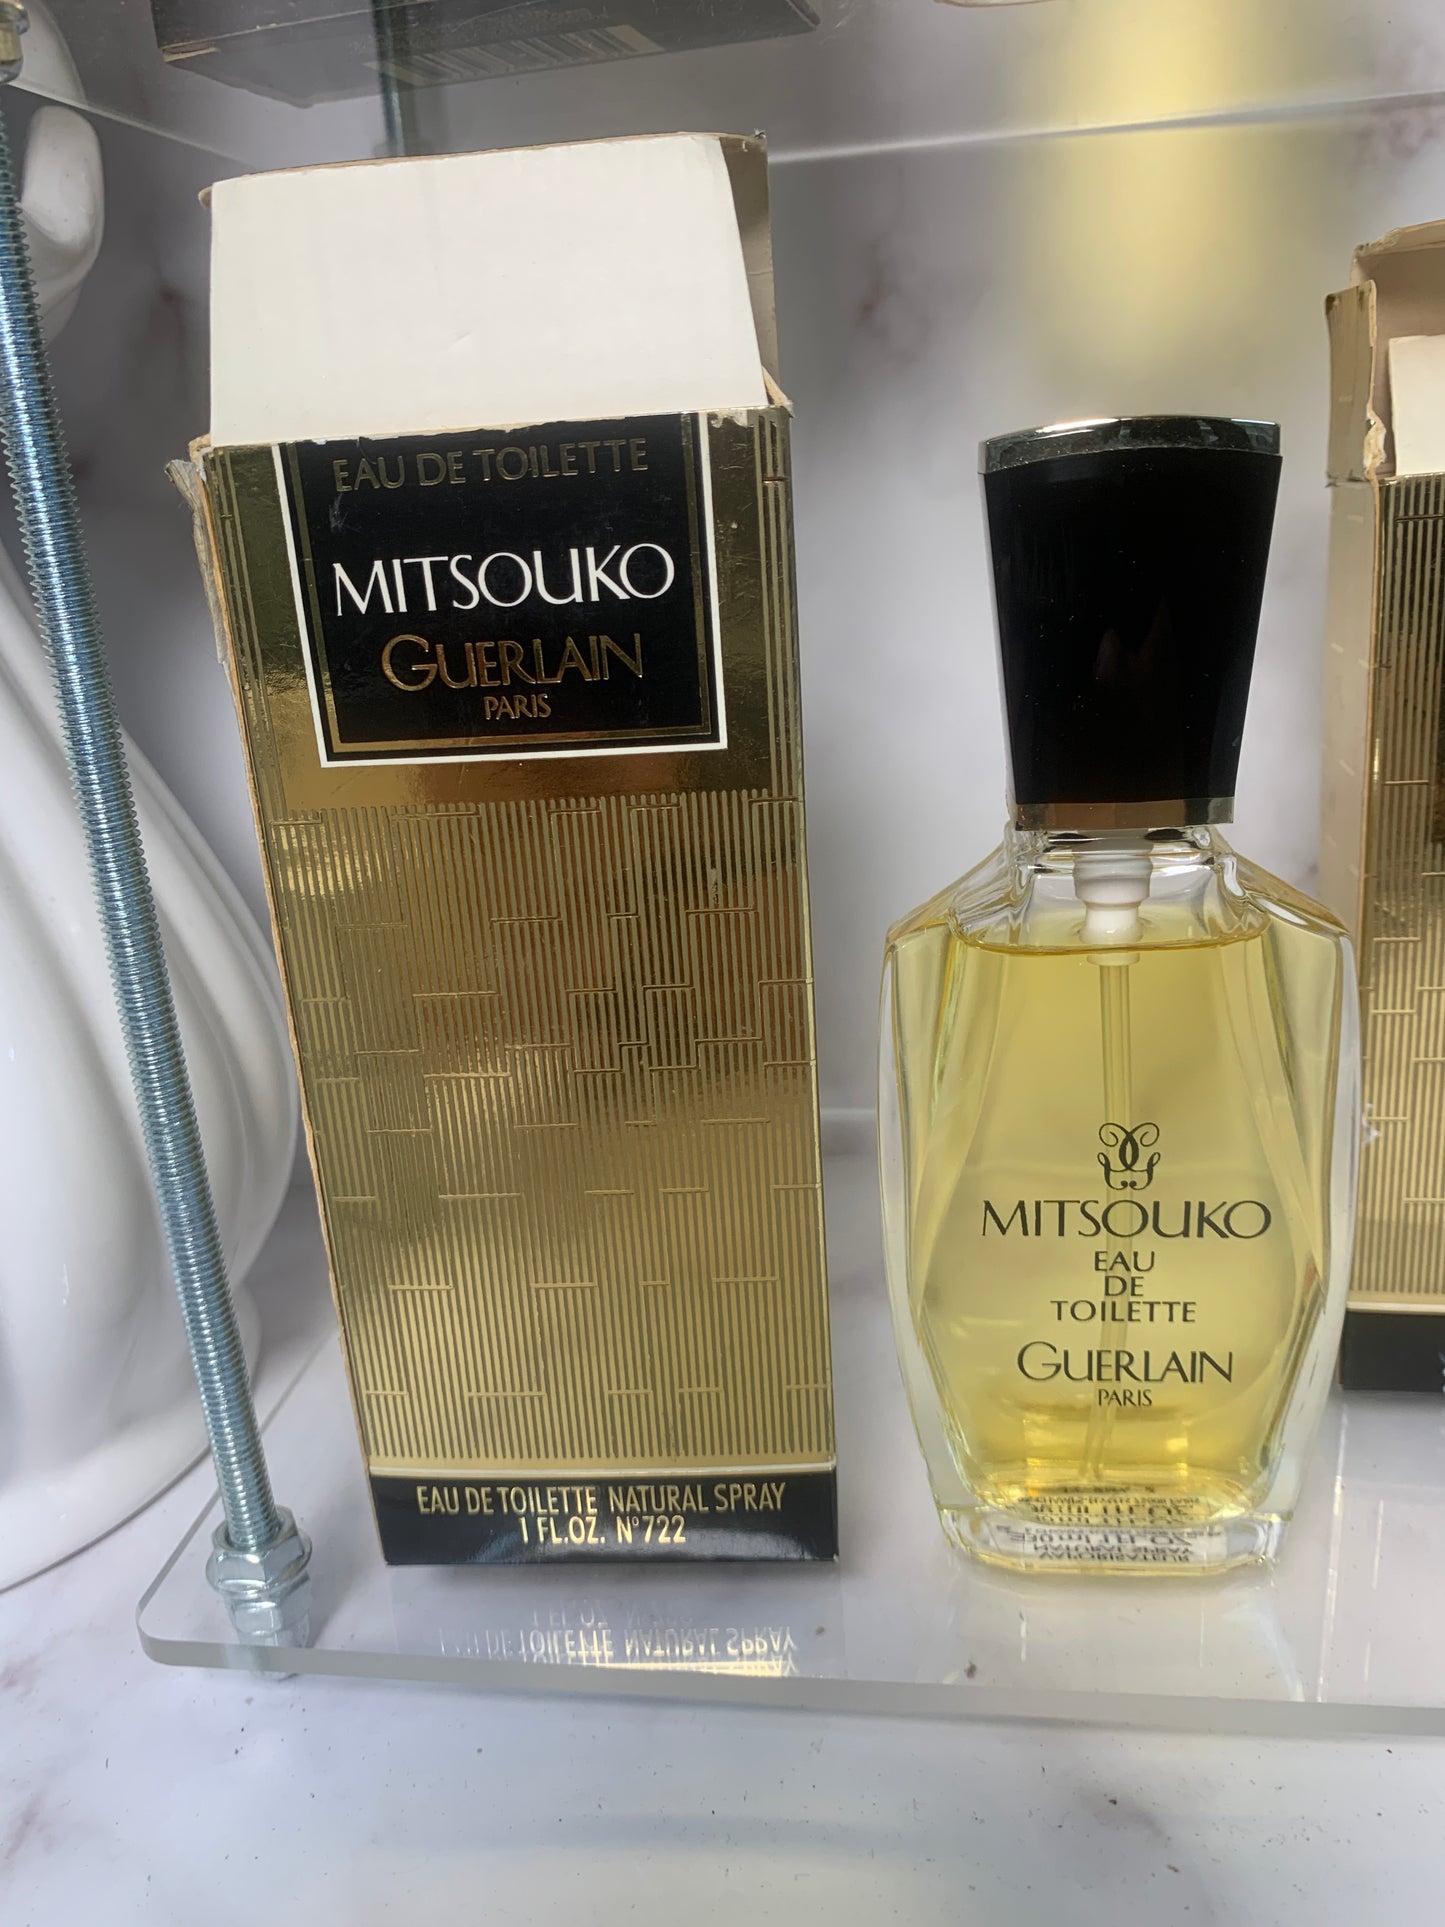 EAU DE TOILETTE
MITSOUKO
GUERLAIN
PARIS
EAU DE TOILETTE NATURAL SPRAY
1 FL.OZ. Nº722
MITSOUKO
EAU
DE
TOILETTE
GUERLAIN
PARIS